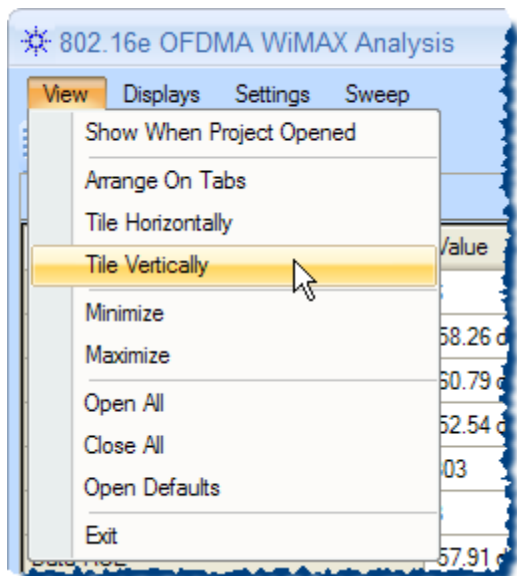 802.16e OFDMA WiMAX Analysis
View Displays Settings Sweep
Show When Project Opened
Arrange On Tabs
Tile Horizontally
Value
Tile Vertically
Minimize
58.26 d
Maximize
60.79 d
Open All
52.54 d
Close All
03
Open Defaults
Exit
57.91 d